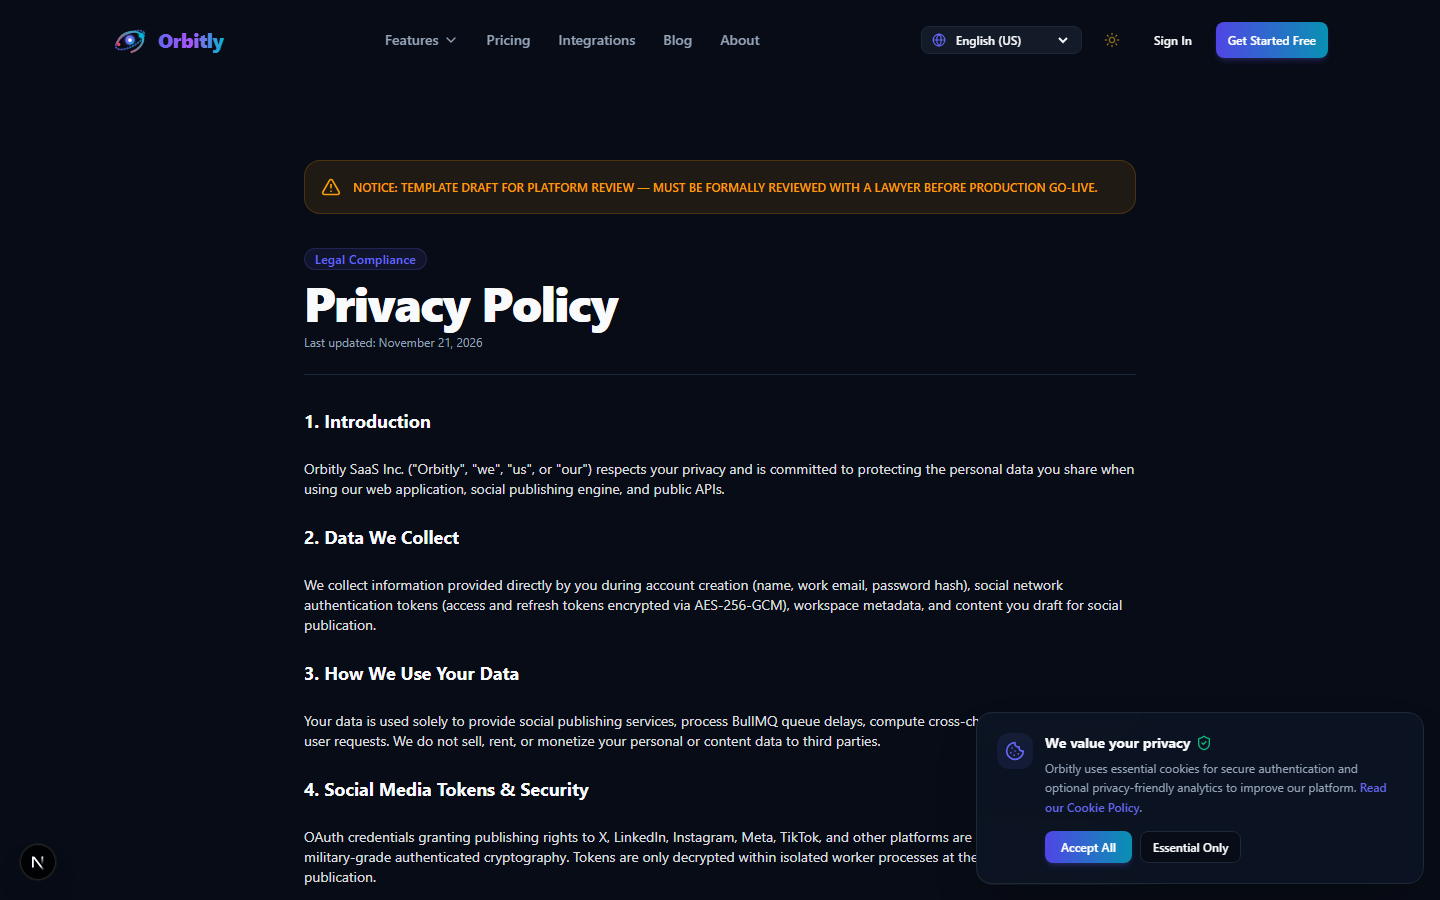 Orbitly
Features
Pricing
Integrations
Blog
About
English (US)
Sign In
Get Started Free
NOTICE: TEMPLATE DRAFT FOR PLATFORM REVIEW — MUST BE FORMALLY REVIEWED WITH A LAWYER BEFORE PRODUCTION GO-LIVE.
Legal Compliance
Privacy Policy
Last updated: November 21, 2026
1. Introduction
Orbitly SaaS Inc. ("Orbitly", "we", "us", or "our") respects your privacy and is committed to protecting the personal data you share when
using our web application, social publishing engine, and public APIs.
2. Data We Collect
We collect information provided directly by you during account creation (name, work email, password hash), social network
authentication tokens (access and refresh tokens encrypted via AES-256-GCM), workspace metadata, and content you draft for social
publication.
3. How We Use Your Data
Your data is used solely to provide social publishing services, process BullMQ queue delays, compute
user requests. We do not sell, rent, or monetize your personal or content data to third parties.
4. Social Media Tokens & Security
OAuth credentials granting publishing rights to X, LinkedIn, Instagram, Meta, TikTok, and other platforms are
military-grade authenticated cryptography. Tokens are only decrypted within isolated worker processes at the
publication.
We value your privacy
Orbitly uses essential cookies for secure authentication and
optional privacy-friendly analytics to improve our platform. Read
our Cookie Policy.
Accept All
Essential Only
N